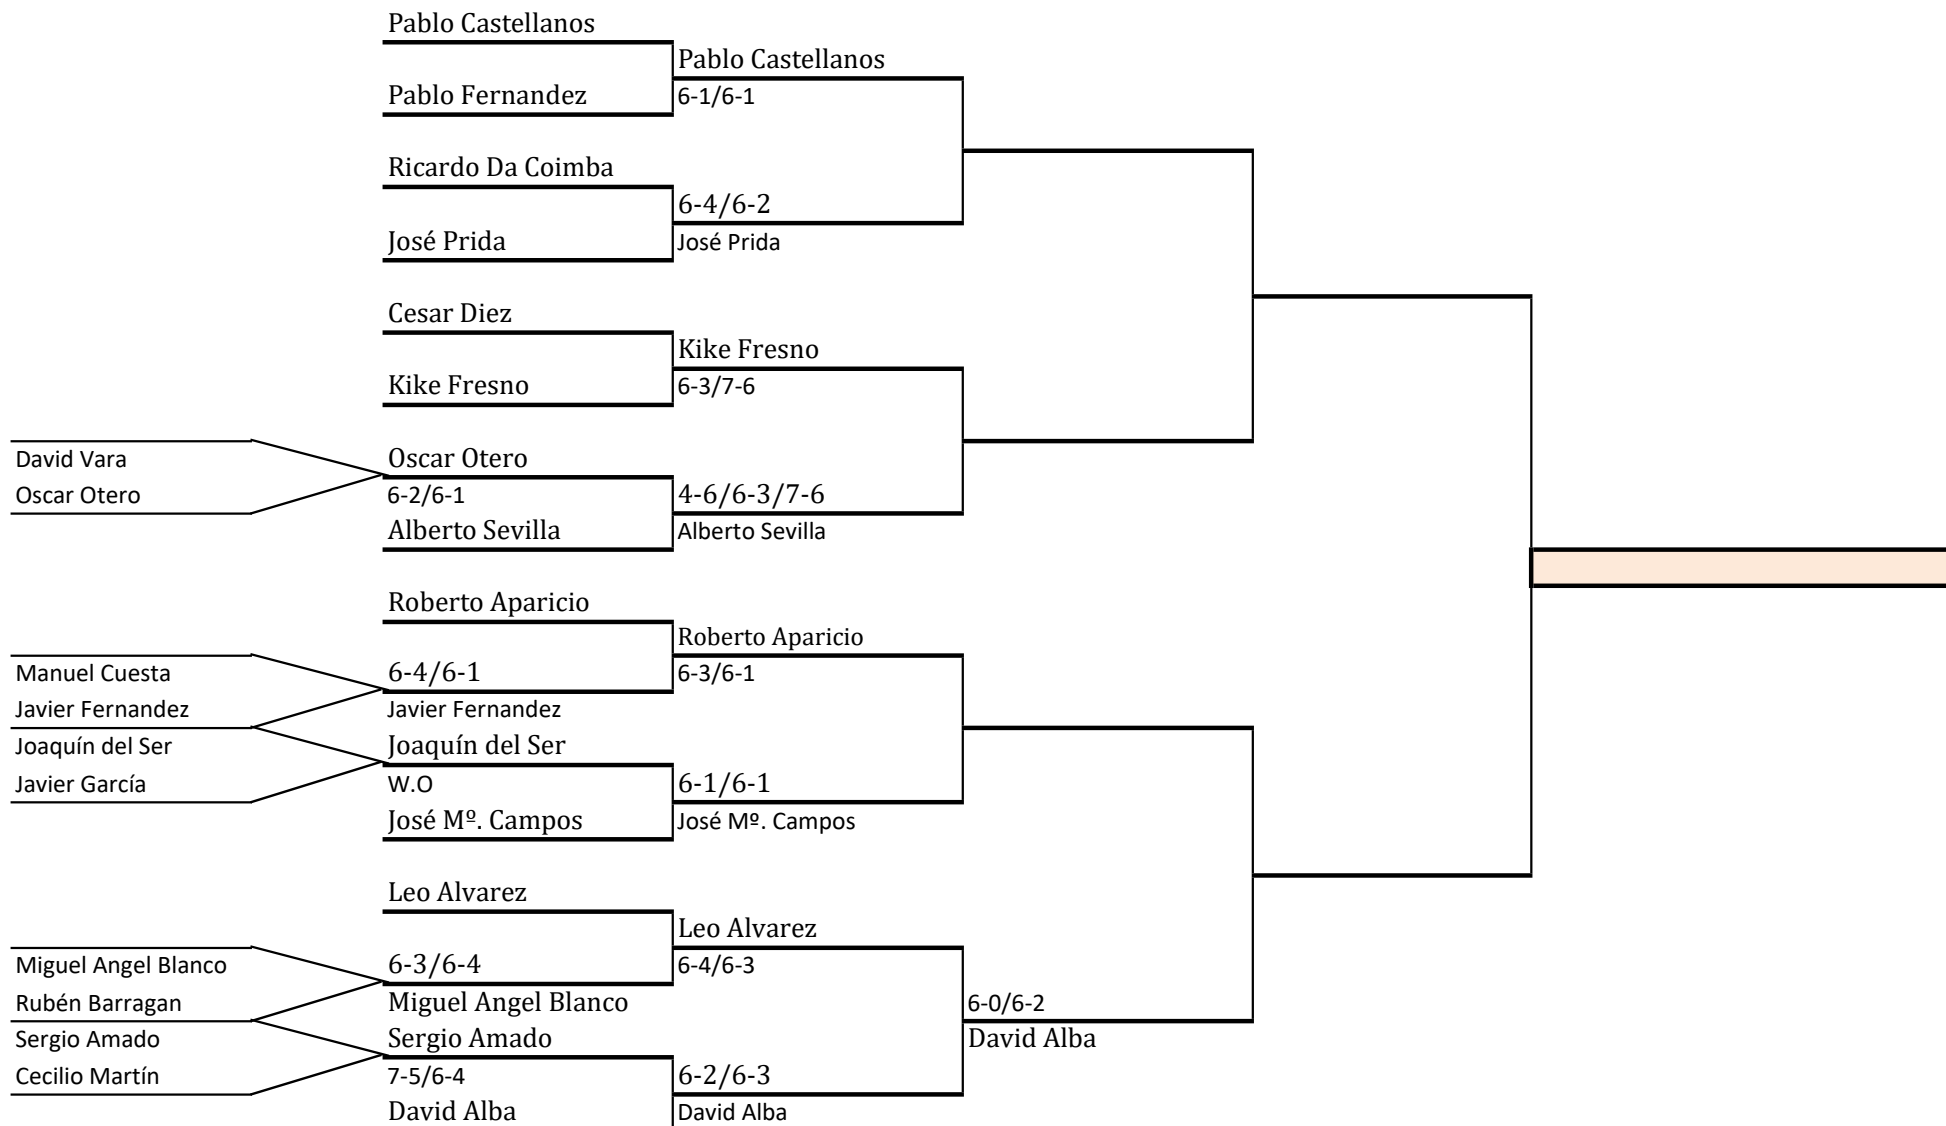 Pablo Castellanos
Pablo Castellanos
Pablo Fernandez
6-1/6-1
Ricardo Da Coimba
6-4/6-2
José Prida
José Prida
Cesar Diez
Kike Fresno
Kike Fresno
6-3/7-6
David Vara
Oscar Otero
Oscar Otero
6-2/6-1
4-6/6-3/7-6
Alberto Sevilla
Alberto Sevilla
Roberto Aparicio
Roberto Aparicio
Manuel Cuesta
6-4/6-1
6-3/6-1
Javier Fernandez
Javier Fernandez
Joaquín del Ser
Joaquín del Ser
Javier García
W.O
6-1/6-1
José Mº. Campos
José Mº. Campos
Leo Alvarez
Leo Alvarez
Miguel Angel Blanco
6-3/6-4
6-4/6-3
Rubén Barragan
Miguel Angel Blanco
6-0/6-2
Sergio Amado
Sergio Amado
David Alba
Cecilio Martín
7-5/6-4
6-2/6-3
David Alba
David Alba